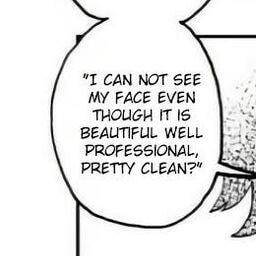 "I CAN NOT SEE
MY FACE EVEN
THOUGH IT IS
BEAUTIFUL WELL
PROFESSIONAL,
PRETTY CLEAN?"